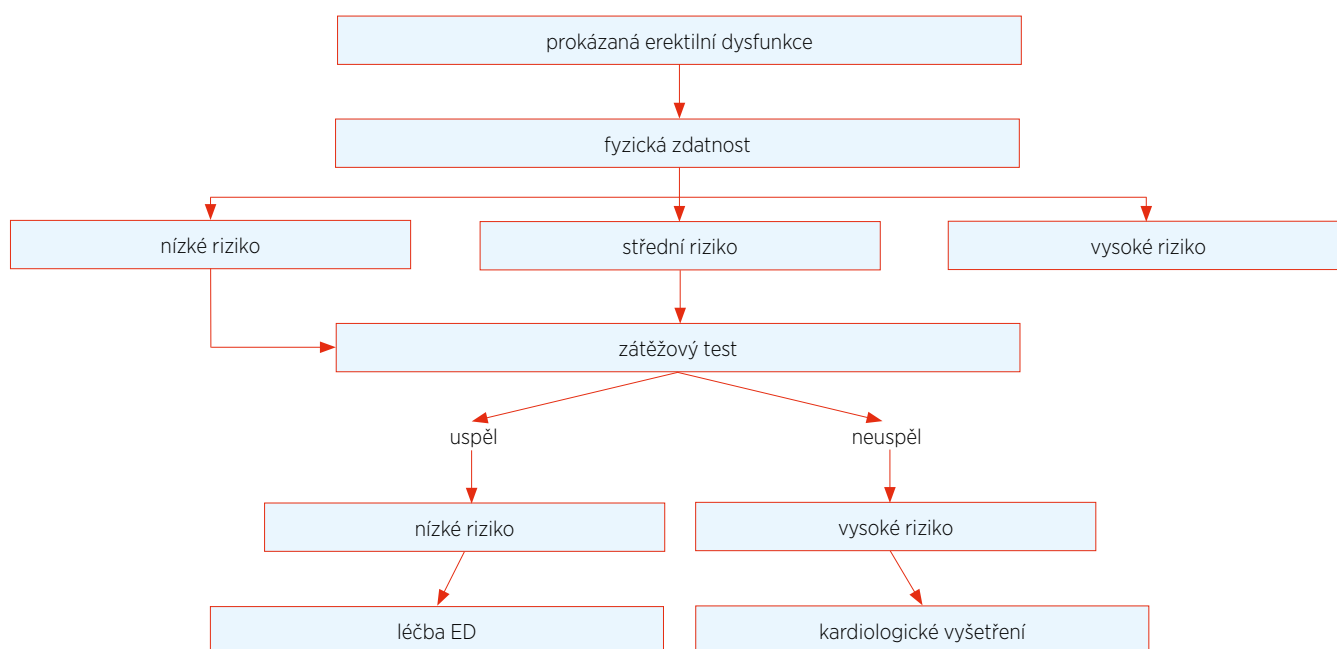 prokázaná erektilní dysfunkce
fyzická zdatnost
nízké riziko
střední riziko
vysoké riziko
zátěžový test
uspěl
neuspěl
nízké riziko
vysoké riziko
léčba ED
kardiologické vyšetření